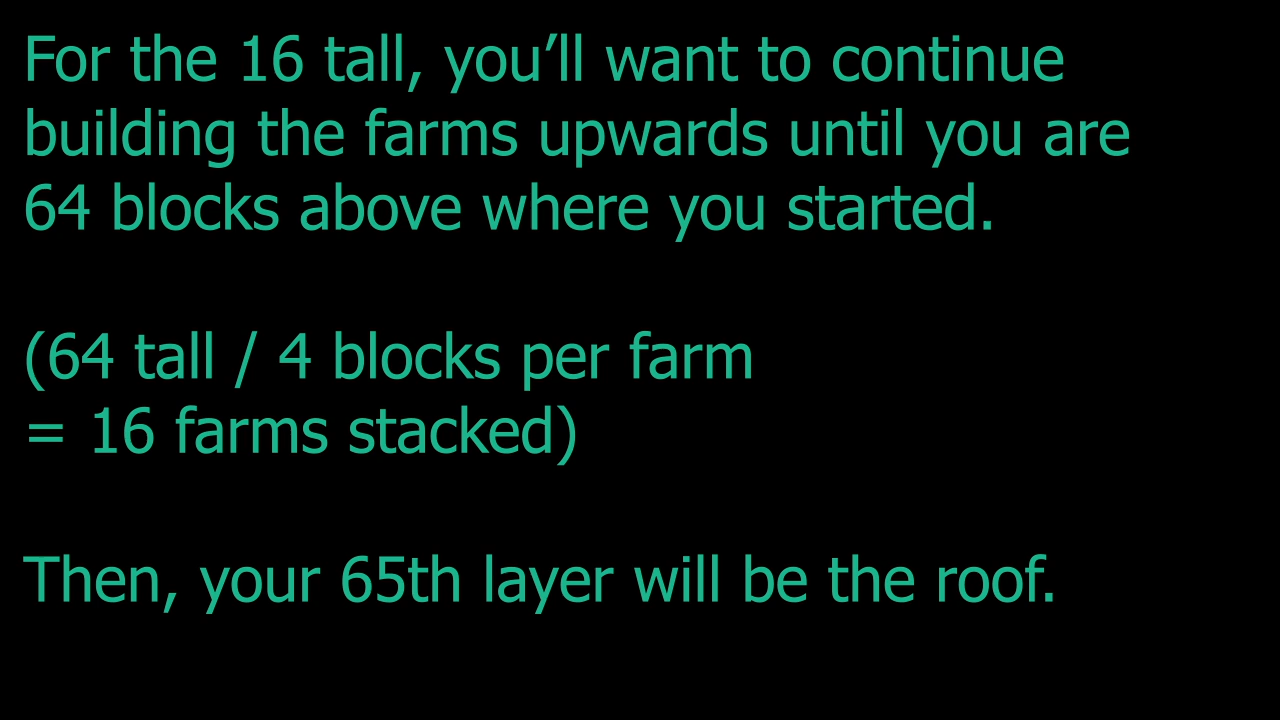 For the 16 tall, you’ll want to continue
building the farms upwards until you are
64 blocks above where you started.
(64 tall / 4 blocks per farm
= 16 farms stacked)
Then, your 65th layer will be the roof.